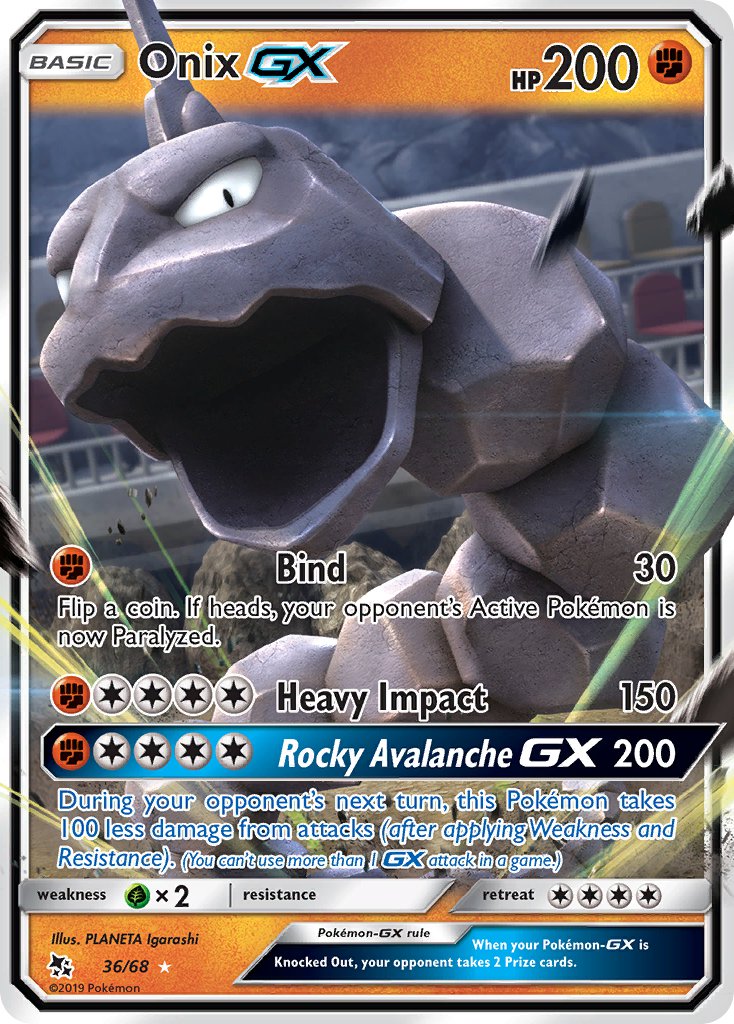 BASIC Onix GX HP 200
Bind 30
Flip a coin. If heads, your opponent's Active Pokémon is
now Paralyzed.
Heavy Impact 150
Rocky Avalanche GX 200
During your opponent's next turn, this Pokémon takes
100 less damage from attacks (after applying Weakness and
Resistance). (You can't use more than 1 GX attack in a game.)
weakness ×2 resistance retreat
Illus. PLANETA Igarashi
Pokémon-GX rule
When your Pokémon-GX is
Knocked Out, your opponent takes 2 Prize cards.
36/68
©2019 Pokémon